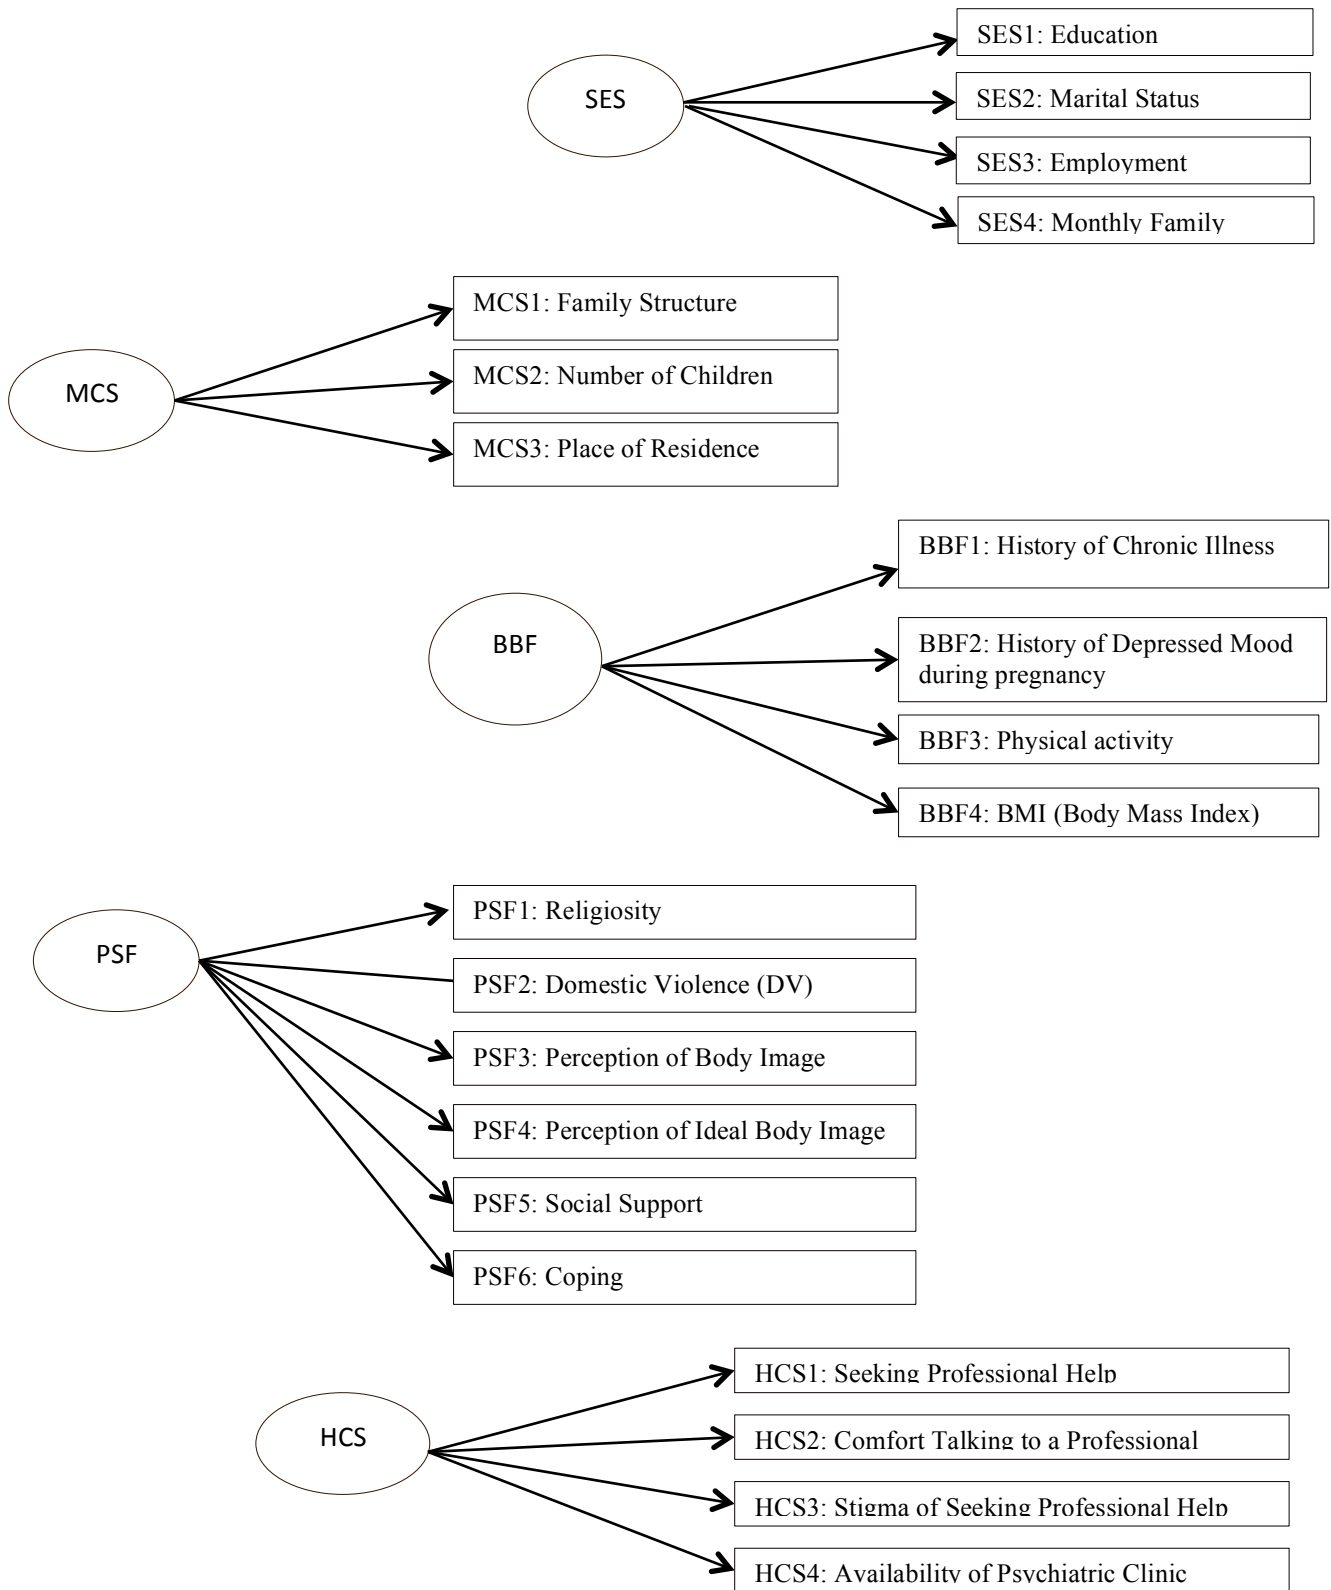 SES
SES1: Education
SES2: Marital Status
SES3: Employment
SES4: Monthly Family
MCS
MCS1: Family Structure
MCS2: Number of Children
MCS3: Place of Residence
BBF
BBF1: History of Chronic Illness
BBF2: History of Depressed Mood
during pregnancy
BBF3: Physical activity
BBF4: BMI (Body Mass Index)
PSF
PSF1: Religiosity
PSF2: Domestic Violence (DV)
PSF3: Perception of Body Image
PSF4: Perception of Ideal Body Image
PSF5: Social Support
PSF6: Coping
HCS
HCS1: Seeking Professional Help
HCS2: Comfort Talking to a Professional
HCS3: Stigma of Seeking Professional Help
HCS4: Availability of Psychiatric Clinic